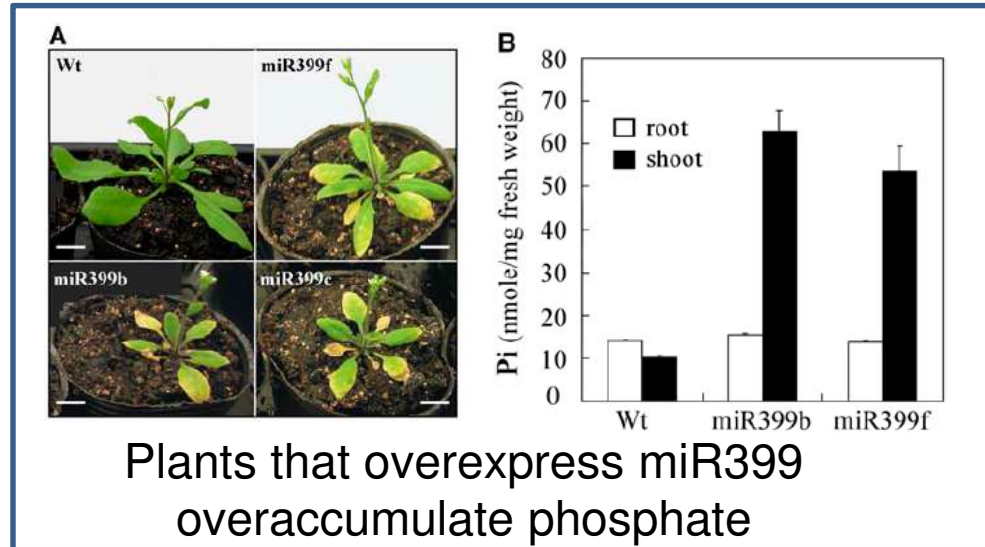 A
Wt
miR399f
miR399b
miR399c
B
Pi (nmole/mg fresh weight)
80
70
60
50
40
30
20
10
0
root
shoot
Wt
miR399b
miR399f
Plants that overexpress miR399
overaccumulate phosphate